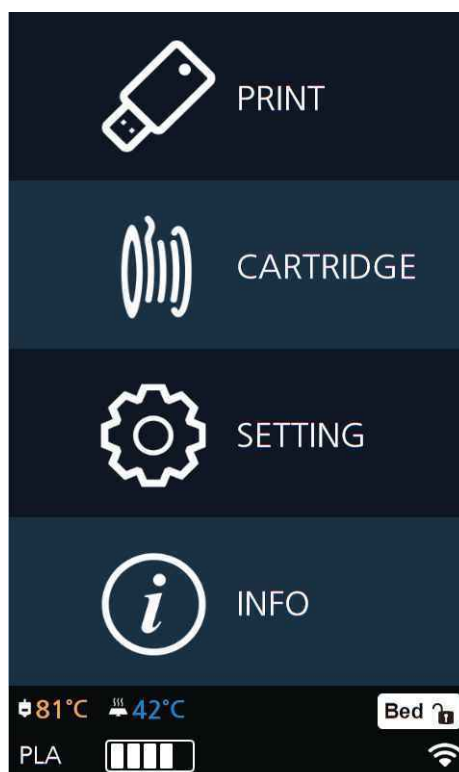 PRINT
CARTRIDGE
SETTING
i
INFO
81°C 42°C Bed
PLA